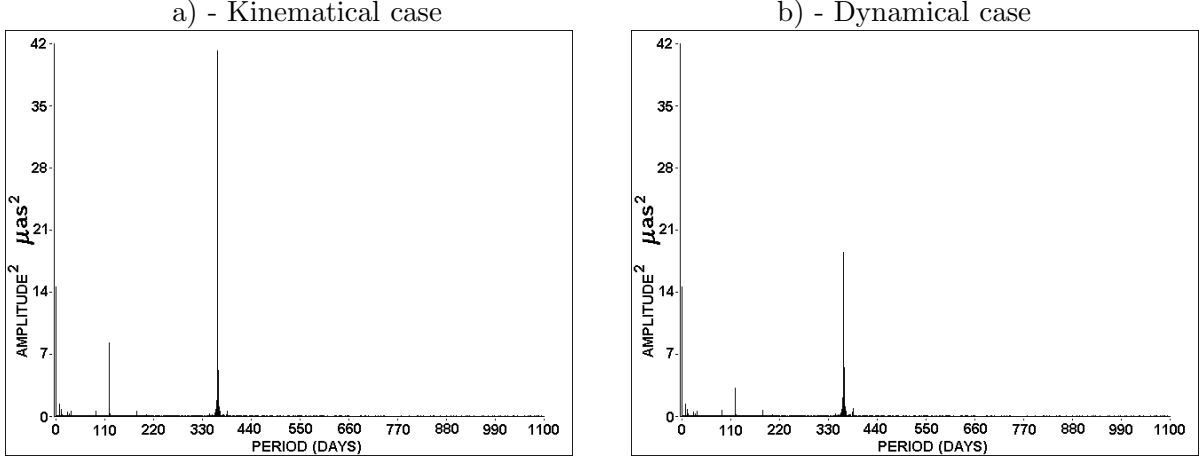 a) - Kinematical case
42
35
28
21
14
7
0
AMPLITUDE² μas²
0 110 220 330 440 550 660 770 880 990 1100
PERIOD (DAYS)
b) - Dynamical case
42
35
28
21
14
7
0
AMPLITUDE² μas²
0 110 220 330 440 550 660 770 880 990 1100
PERIOD (DAYS)